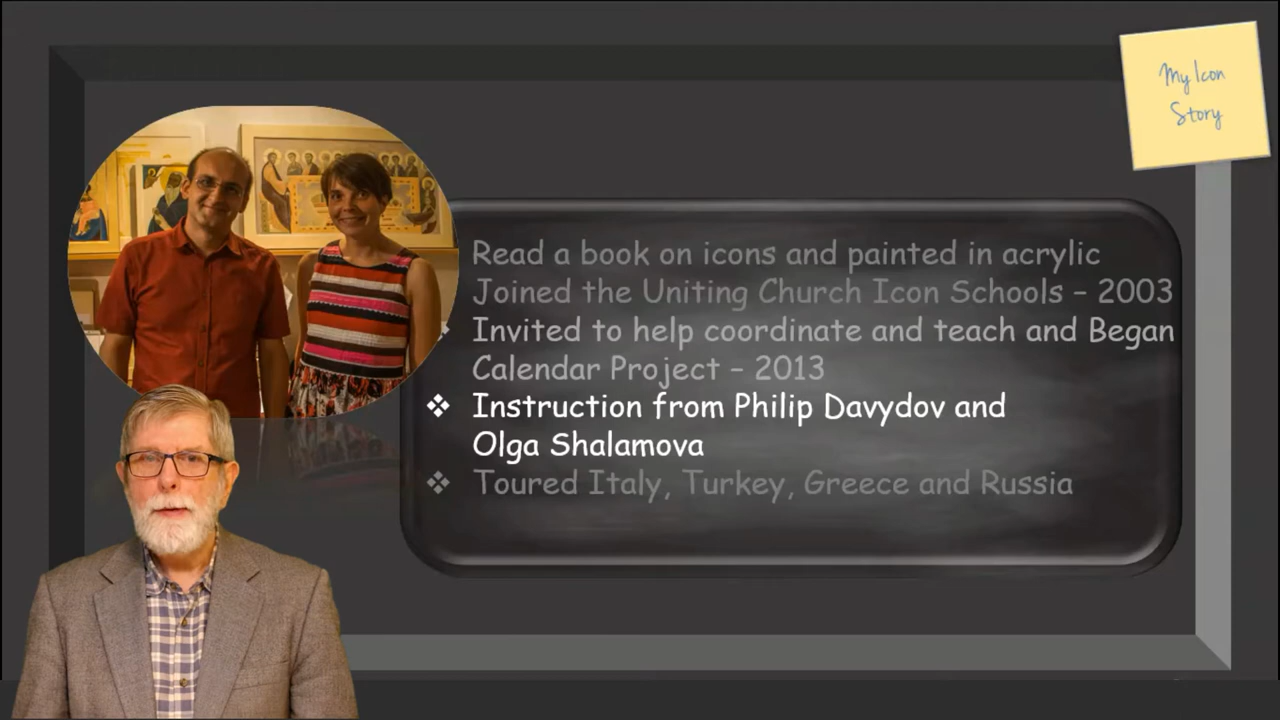 My Icon
Story
Read a book on icons and painted in acrylic
Joined the Uniting Church Icon Schools – 2003
Invited to help coordinate and teach and Began
Calendar Project – 2013
❖ Instruction from Philip Davydov and
Olga Shalamova
❖ Toured Italy, Turkey, Greece and Russia